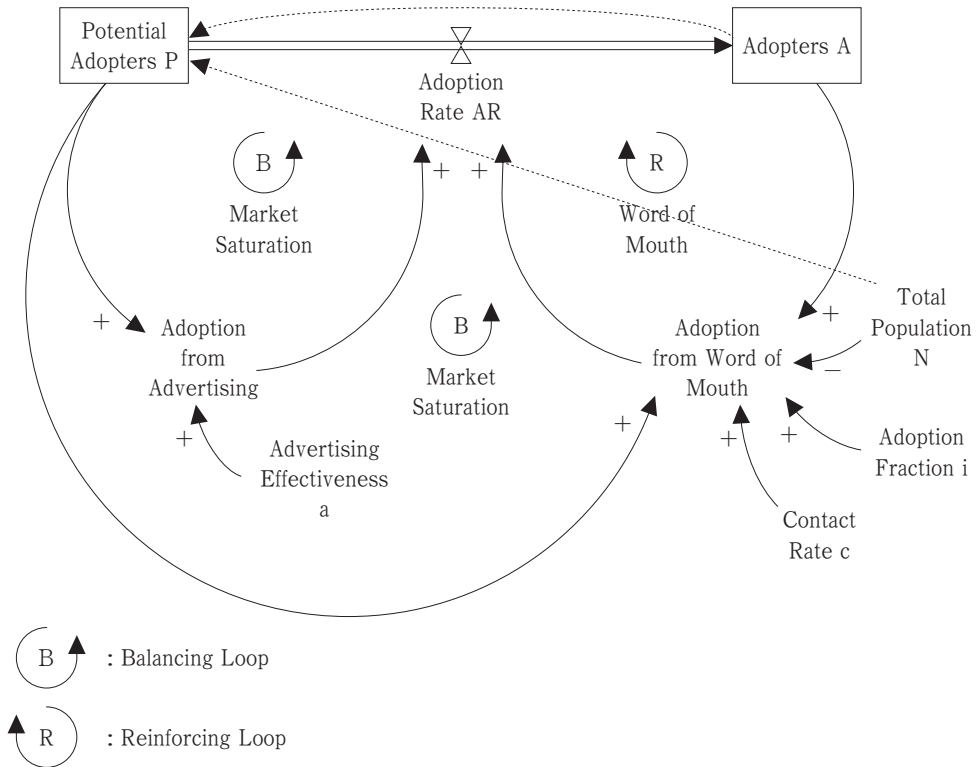 Potential
Adopters P
Adopters A
Adoption
Rate AR
B
Market
Saturation
R
Word of
Mouth
+
+
+
+
Adoption
from
Advertising
B
Market
Saturation
Adoption
from Word of
Mouth
Total
Population
N
−
+
Advertising
Effectiveness
a
+
+
+
Adoption
Fraction i
Contact
Rate c
B : Balancing Loop
R : Reinforcing Loop